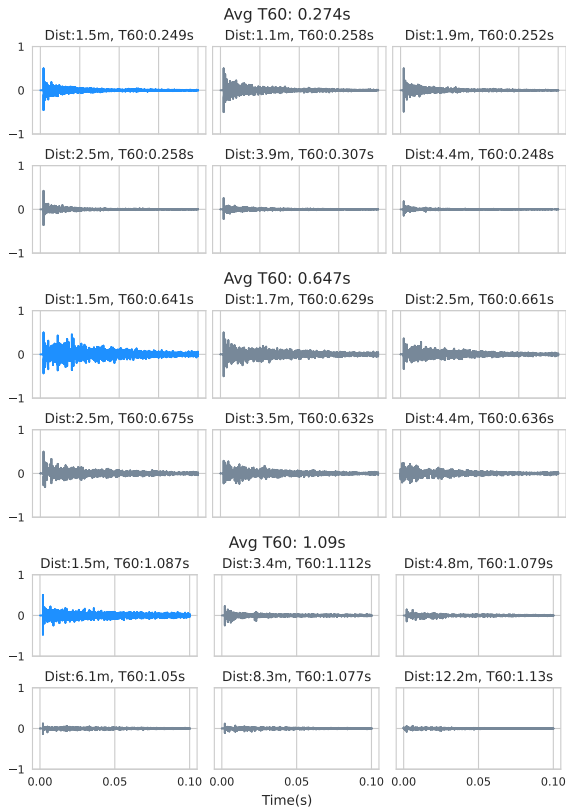 Avg T60: 0.274s
Dist:1.5m, T60:0.249s Dist:1.1m, T60:0.258s Dist:1.9m, T60:0.252s
1
0
−1
Dist:2.5m, T60:0.258s Dist:3.9m, T60:0.307s Dist:4.4m, T60:0.248s
1
0
−1
Avg T60: 0.647s
Dist:1.5m, T60:0.641s Dist:1.7m, T60:0.629s Dist:2.5m, T60:0.661s
1
0
−1
Dist:2.5m, T60:0.675s Dist:3.5m, T60:0.632s Dist:4.4m, T60:0.636s
1
0
−1
Avg T60: 1.09s
Dist:1.5m, T60:1.087s Dist:3.4m, T60:1.112s Dist:4.8m, T60:1.079s
1
0
−1
Dist:6.1m, T60:1.05s Dist:8.3m, T60:1.077s Dist:12.2m, T60:1.13s
1
0
−1
0.00 0.05 0.10 0.00 0.05 0.10 0.00 0.05 0.10
Time(s)